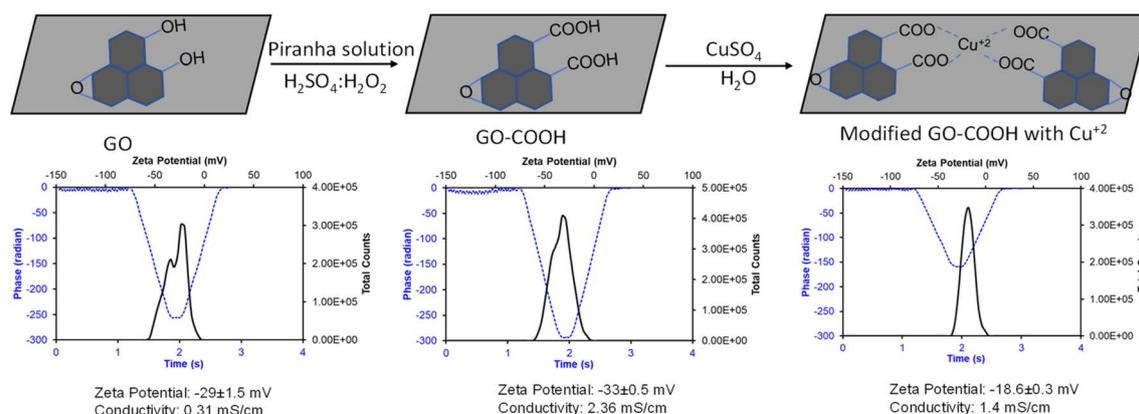 OH
OH
O
Piranha solution
H₂SO₄:H₂O₂
COOH
COOH
O
CuSO₄
H₂O
COO
COO
Cu⁺²
OOC
OOC
O
O
GO
GO-COOH
Modified GO-COOH with Cu⁺²
Zeta Potential (mV)
-150 -100 -50 0 50 100
0
-50
-100
-150
-200
-250
-300
Phase (radian)
4.00E+05
3.00E+05
2.00E+05
1.00E+05
0.00E+00
Total Counts
0 1 2 3 4
Time (s)
Zeta Potential: -29±1.5 mV
Conductivity: 0.31 mS/cm
Zeta Potential (mV)
-150 -100 -50 0 50 100
0
-50
-100
-150
-200
-250
-300
Phase (radian)
5.00E+05
4.00E+05
3.00E+05
2.00E+05
1.00E+05
0.00E+00
Total Counts
0 1 2 3 4
Time (s)
Zeta Potential: -33±0.5 mV
Conductivity: 2.36 mS/cm
Zeta Potential (mV)
-150 -100 -50 0 50 100
0
-50
-100
-150
-200
-250
-300
Phase (radian)
4.00E+05
3.00E+05
2.00E+05
1.00E+05
0.00E+00
0 1 2 3 4
Time (s)
Zeta Potential: -18.6±0.3 mV
Conductivity: 1.4 mS/cm